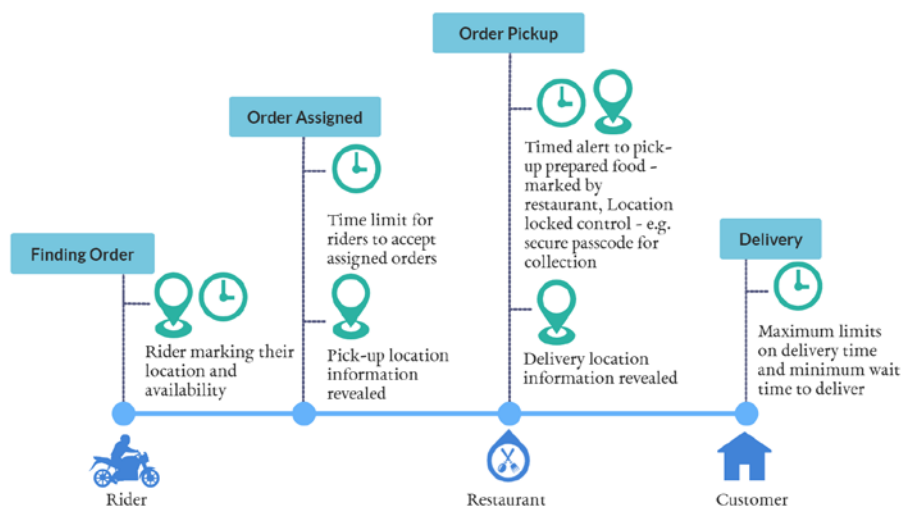 Order Pickup
Order Assigned
Timed alert to pick-
up prepared food -
marked by
restaurant, Location
locked control - e.g.
secure passcode for
collection
Time limit for
riders to accept
assigned orders
Finding Order
Delivery
Rider marking their
location and
availability
Pick-up location
information
revealed
Delivery location
information revealed
Maximum limits
on delivery time
and minimum wait
time to deliver
Rider
Restaurant
Customer